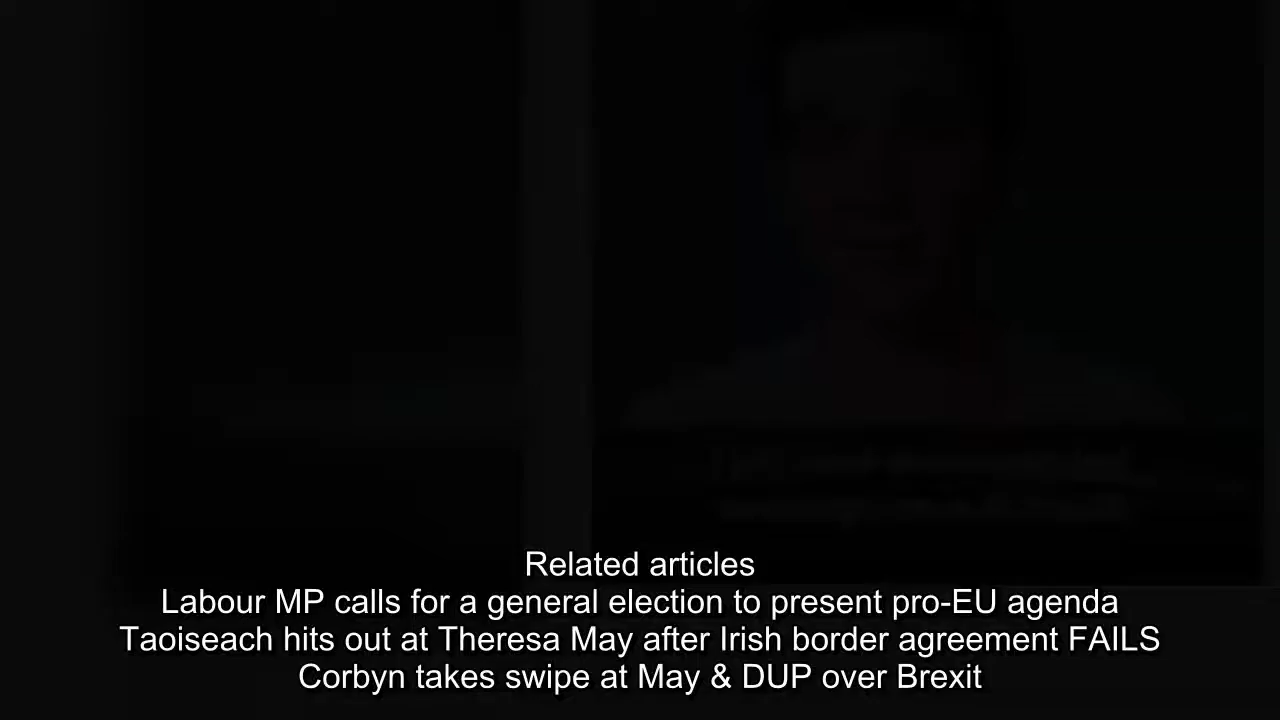 Related articles
Labour MP calls for a general election to present pro-EU agenda
Taoiseach hits out at Theresa May after Irish border agreement FAILS
Corbyn takes swipe at May & DUP over Brexit